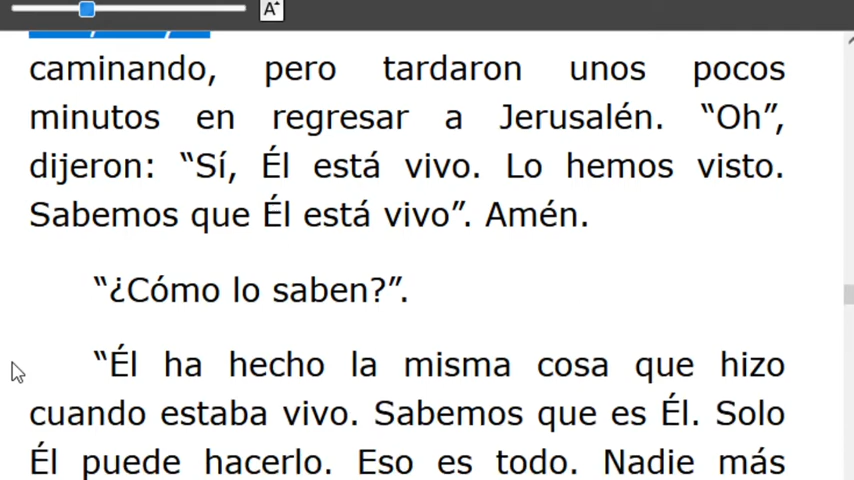 A
caminando, pero tardaron unos pocos
minutos en regresar a Jerusalén. “Oh”,
dijeron: “Sí, Él está vivo. Lo hemos visto.
Sabemos que Él está vivo”. Amén.
“¿Cómo lo saben?”.
“Él ha hecho la misma cosa que hizo
cuando estaba vivo. Sabemos que es Él. Solo
Él puede hacerlo. Eso es todo. Nadie más